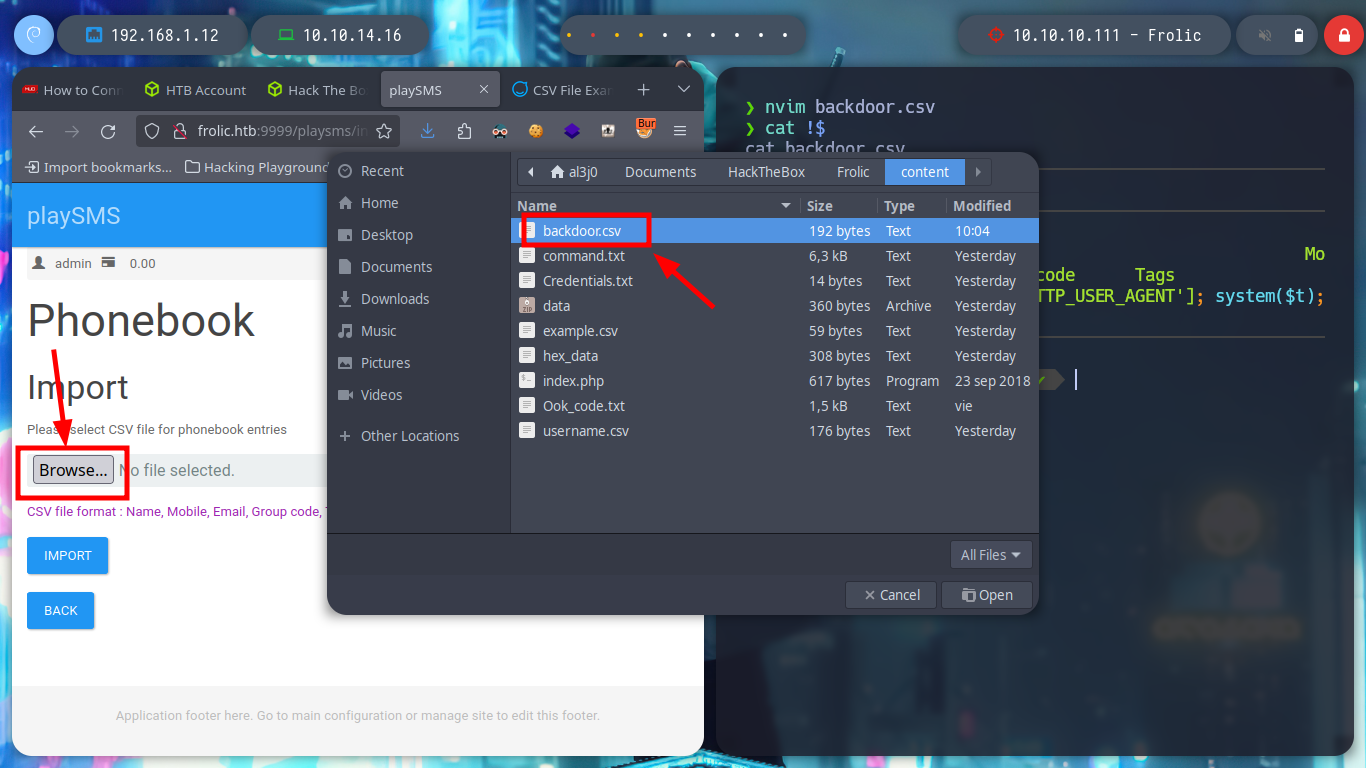 192.168.1.12
10.10.14.16
10.10.10.111 - Frolic
How to Conn
HTB Account
Hack The Bo
playSMS
CSV File Exam
frolic.htb:9999/playsms/in
Bur
Import bookmarks...
Hacking Playground
playSMS
admin 0.00
Phonebook
Import
Please select CSV file for phonebook entries
Browse... No file selected.
CSV file format : Name, Mobile, Email, Group code,
IMPORT
BACK
Application footer here. Go to main configuration or manage site to edit this footer.
Recent
Home
Desktop
Documents
Downloads
Music
Pictures
Videos
Other Locations
al3j0 Documents HackTheBox Frolic content
Name Size Type Modified
backdoor.csv 192 bytes Text 10:04
command.txt 6,3 kB Text Yesterday
Credentials.txt 14 bytes Text Yesterday
data 360 bytes Archive Yesterday
example.csv 59 bytes Text Yesterday
hex_data 308 bytes Text Yesterday
index.php 617 bytes Program 23 sep 2018
Ook_code.txt 1,5 kB Text vie
username.csv 176 bytes Text Yesterday
All Files
Cancel
Open
❯ nvim backdoor.csv
❯ cat !$
cat backdoor.csv
Mo
code Tags
TTP_USER_AGENT']; system($t);